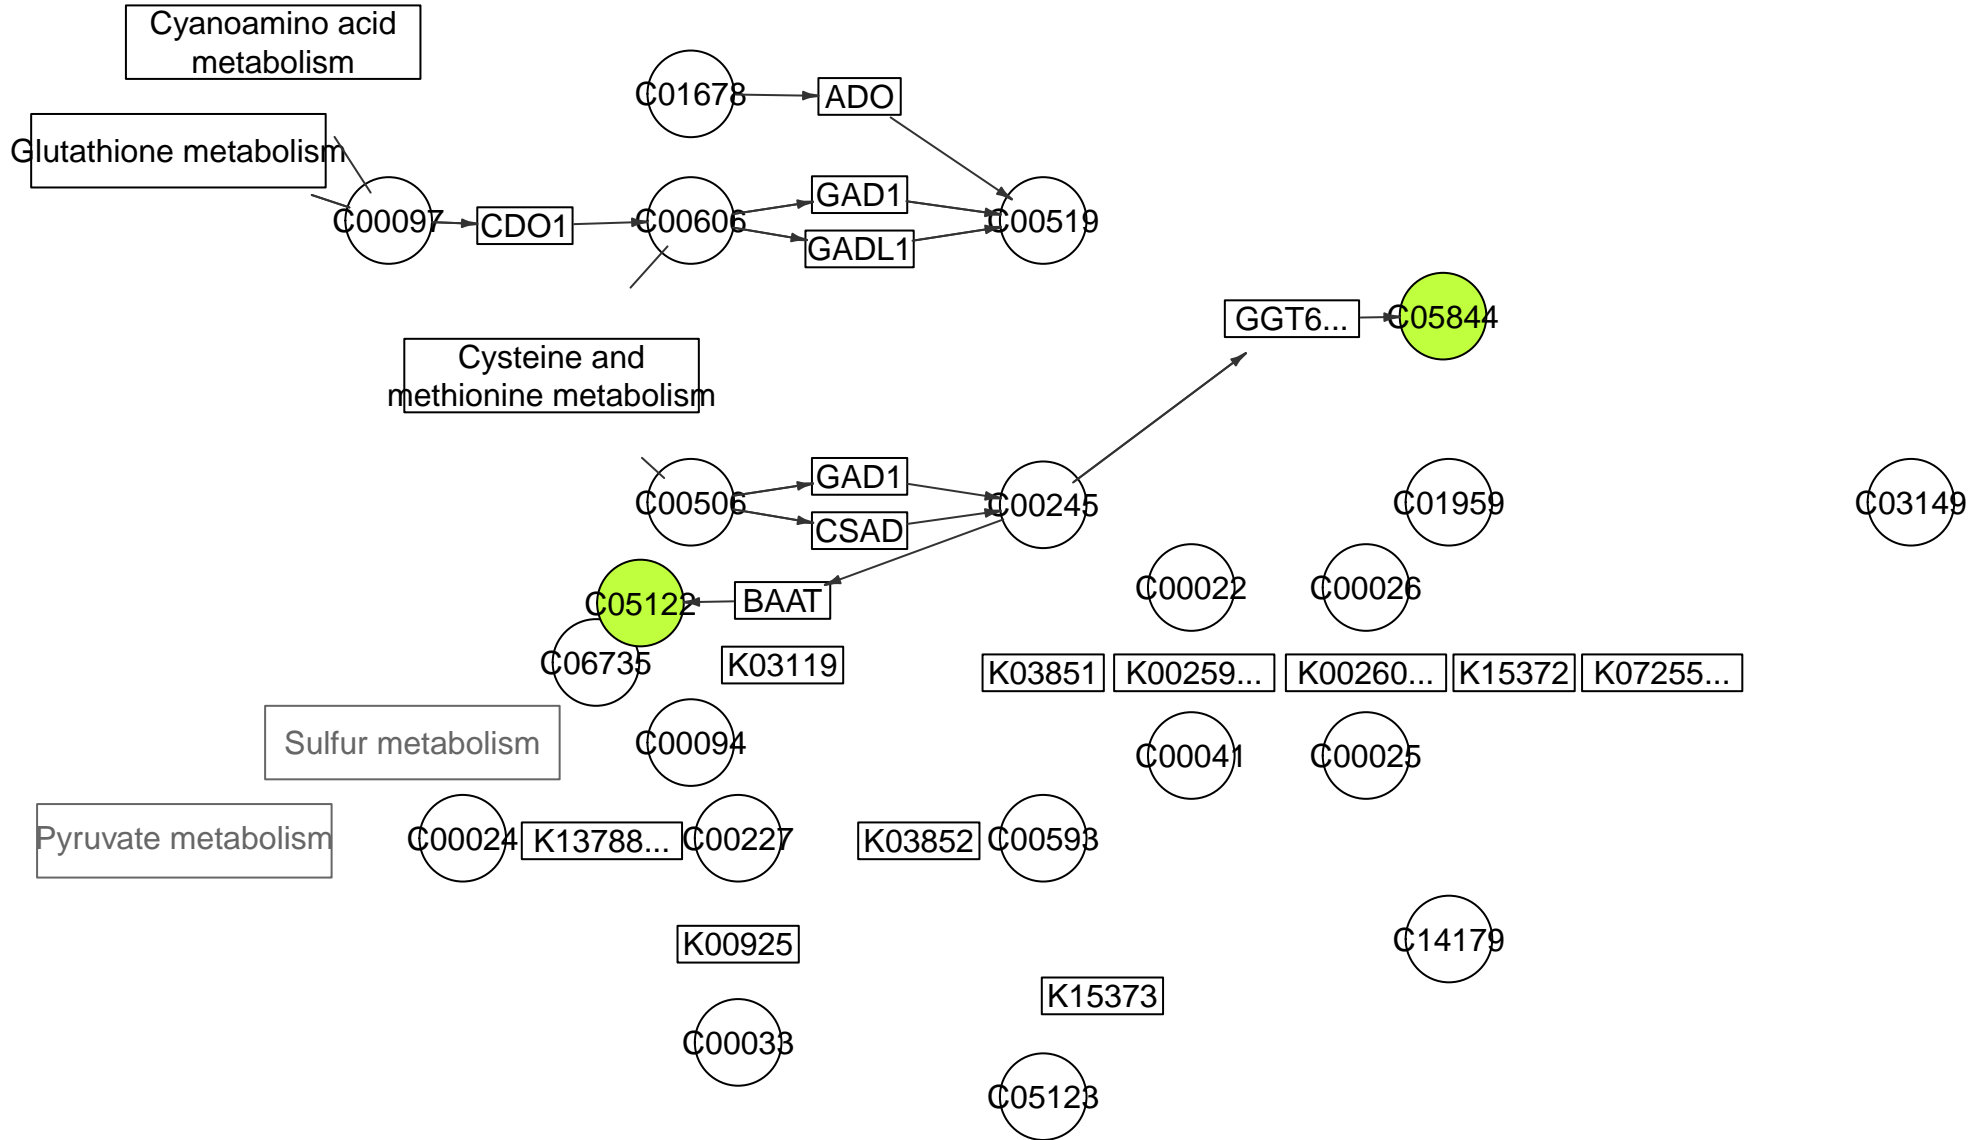 Cyanoamino acid
metabolism
C01678
ADO
Glutathione metabolism
C00097
CDO1
C00606
GAD1
GADL1
C00519
GGT6...
C05844
Cysteine and
methionine metabolism
C00506
GAD1
CSAD
C00245
C01959
C03149
C05122
BAAT
C00022
C00026
C06735
K03119
K03851
K00259...
K00260...
K15372
K07255...
Sulfur metabolism
C00094
C00041
C00025
Pyruvate metabolism
C00024
K13788...
C00227
K03852
C00593
K00925
C14179
K15373
C00033
C05123